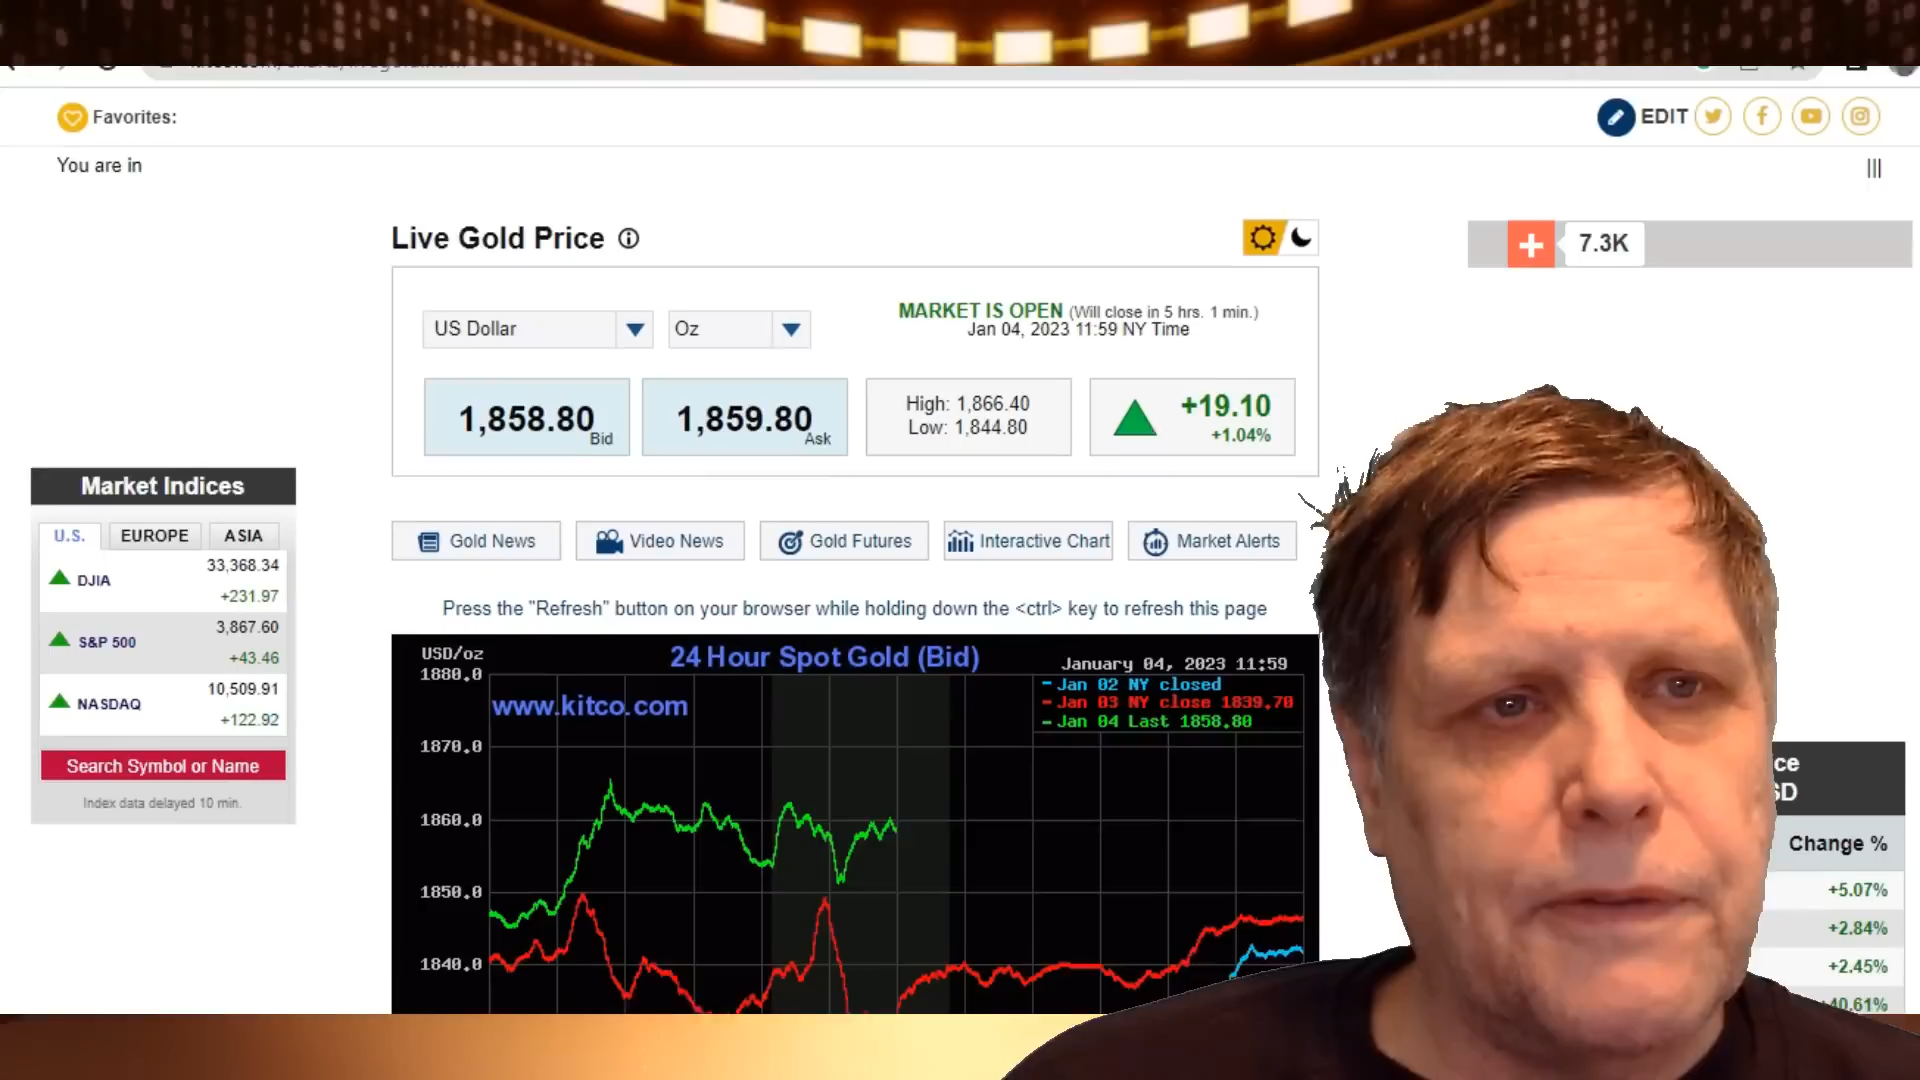 Favorites:
EDIT
You are in
Live Gold Price
7.3K
US Dollar
Oz
MARKET IS OPEN (Will close in 5 hrs. 1 min.)
Jan 04, 2023 11:59 NY Time
1,858.80
Bid
1,859.80
Ask
High: 1,866.40
Low: 1,844.80
+19.10
+1.04%
Market Indices
U.S.
EUROPE
ASIA
DJIA
33,368.34
+231.97
S&P 500
3,867.60
+43.46
NASDAQ
10,509.91
+122.92
Search Symbol or Name
Index data delayed 10 min.
Gold News
Video News
Gold Futures
Interactive Chart
Market Alerts
Press the "Refresh" button on your browser while holding down the <ctrl> key to refresh this page
USD/oz
24 Hour Spot Gold (Bid)
January 04, 2023 11:59
www.kitco.com
Jan 02 NY closed
Jan 03 NY close 1839.70
Jan 04 Last 1858.80
1880.0
1870.0
1860.0
1850.0
1840.0
Change %
+5.07%
+2.84%
+2.45%